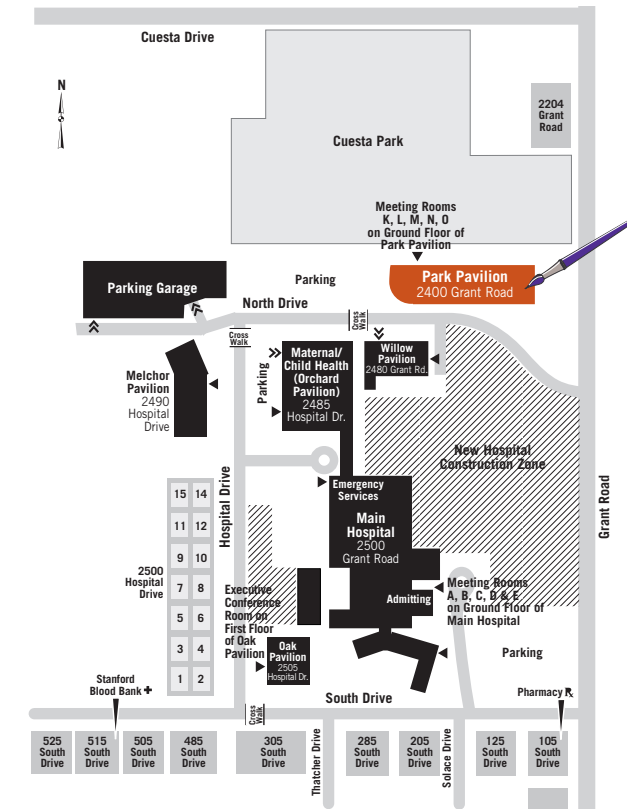 Cuesta Drive
N
2204
Grant
Road
Cuesta Park
Meeting Rooms
K, L, M, N, O
on Ground Floor of
Park Pavilion
Parking Garage
Parking
Park Pavilion
2400 Grant Road
North Drive
Cross
Walk
Cross
Walk
Melchor
Pavilion
2490
Hospital
Drive
Parking
Maternal/
Child Health
(Orchard
Pavilion)
2485
Hospital Dr.
Willow
Pavilion
2480 Grant Rd.
New Hospital
Construction Zone
Grant Road
Hospital Drive
Emergency
Services
Main
Hospital
2500
Grant Road
15 14
11 12
9 10
7 8
5 6
3 4
1 2
2500
Hospital
Drive
Executive
Conference
Room on
First Floor
of Oak
Pavilion
Admitting
Meeting Rooms
A, B, C, D & E
on Ground Floor of
Main Hospital
Oak
Pavilion
2505
Hospital Dr.
Parking
Stanford
Blood Bank
South Drive
Pharmacy ℞
Cross
Walk
525
South
Drive
515
South
Drive
505
South
Drive
485
South
Drive
305
South
Drive
Thatcher Drive
285
South
Drive
205
South
Drive
Solace Drive
125
South
Drive
105
South
Drive